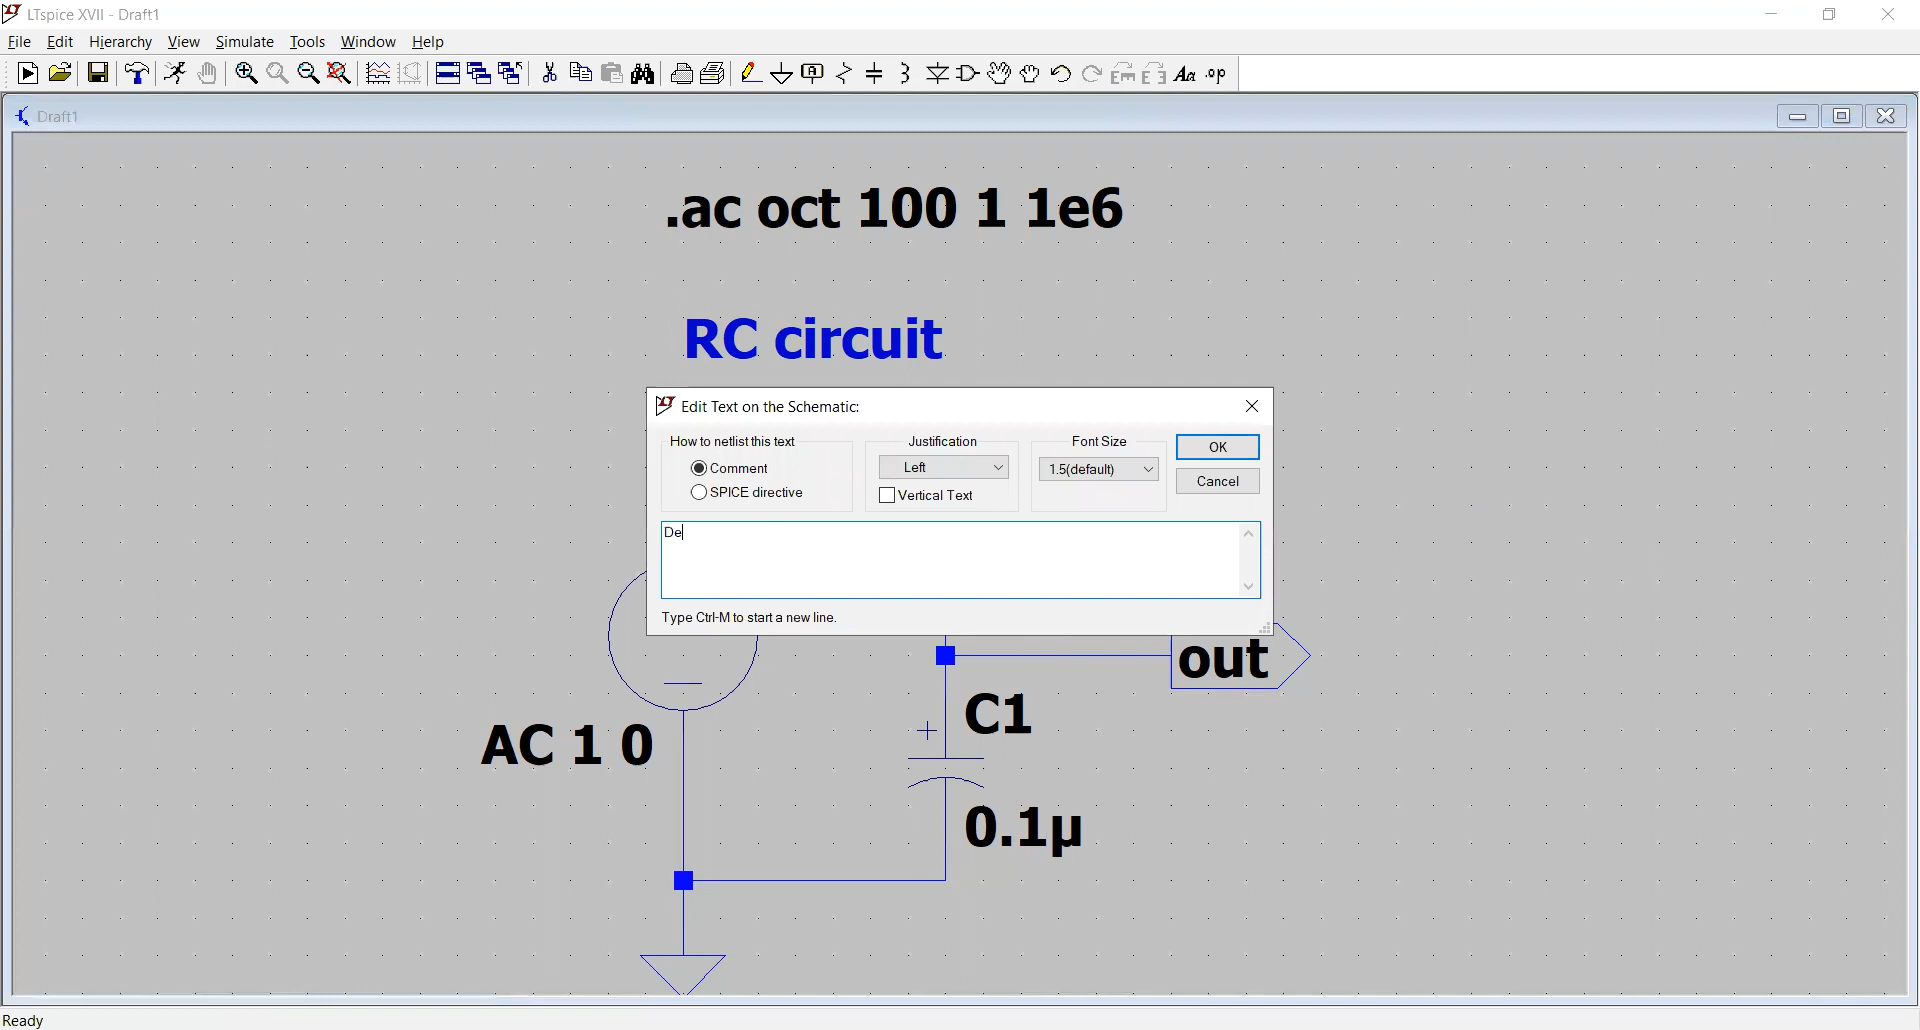 LTspice XVII - Draft1
File Edit Hierarchy View Simulate Tools Window Help
Aa .op
Draft1
.ac oct 100 1 1e6
RC circuit
Edit Text on the Schematic:
How to netlist this text
Comment
SPICE directive
Justification
Left
Vertical Text
Font Size
1.5(default)
OK
Cancel
De
Type Ctrl-M to start a new line.
out
C1
AC 1 0
0.1µ
Ready